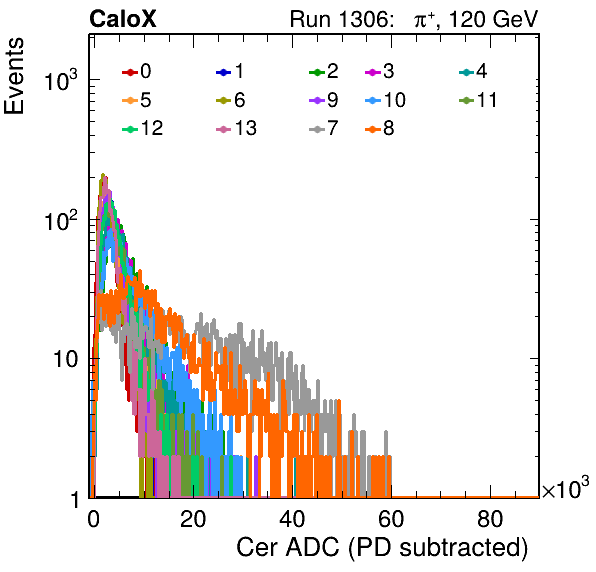 CaloX Run 1306: π⁺, 120 GeV
Events
10³
10²
10
1
0 1 2 3 4
5 6 9 10 11
12 13 7 8
0 20 40 60 80 ×10³
Cer ADC (PD subtracted)